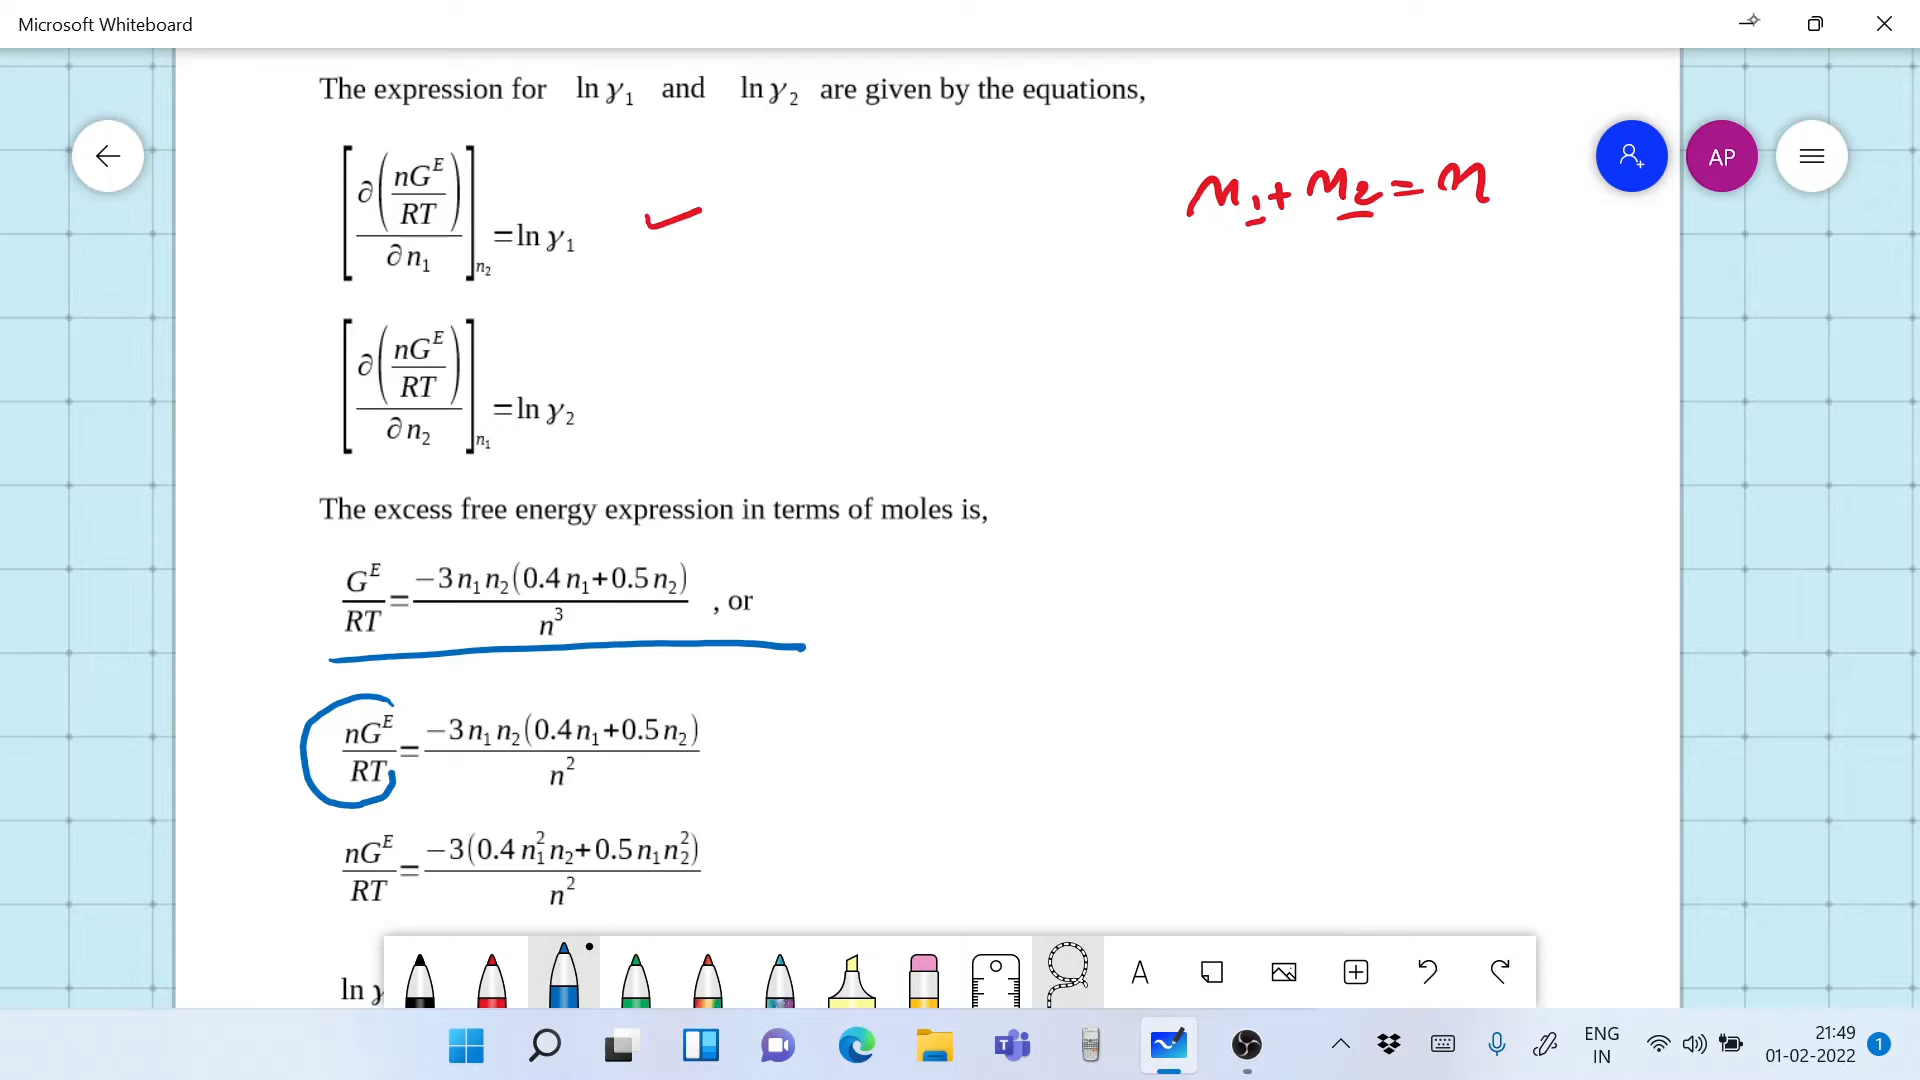 Microsoft Whiteboard
The expression for ln γ₁ and ln γ₂ are given by the equations,
[∂(nG^E/RT)/∂n₁]_n₂ = ln γ₁
n₁ + n₂ = n
AP
[∂(nG^E/RT)/∂n₂]_n₁ = ln γ₂
The excess free energy expression in terms of moles is,
G^E/RT = −3n₁n₂(0.4n₁+0.5n₂)/n³ , or
nG^E/RT = −3n₁n₂(0.4n₁+0.5n₂)/n²
nG^E/RT = −3(0.4n₁²n₂+0.5n₁n₂²)/n²
ln γ
A
ENG
IN
21:49
01-02-2022
1